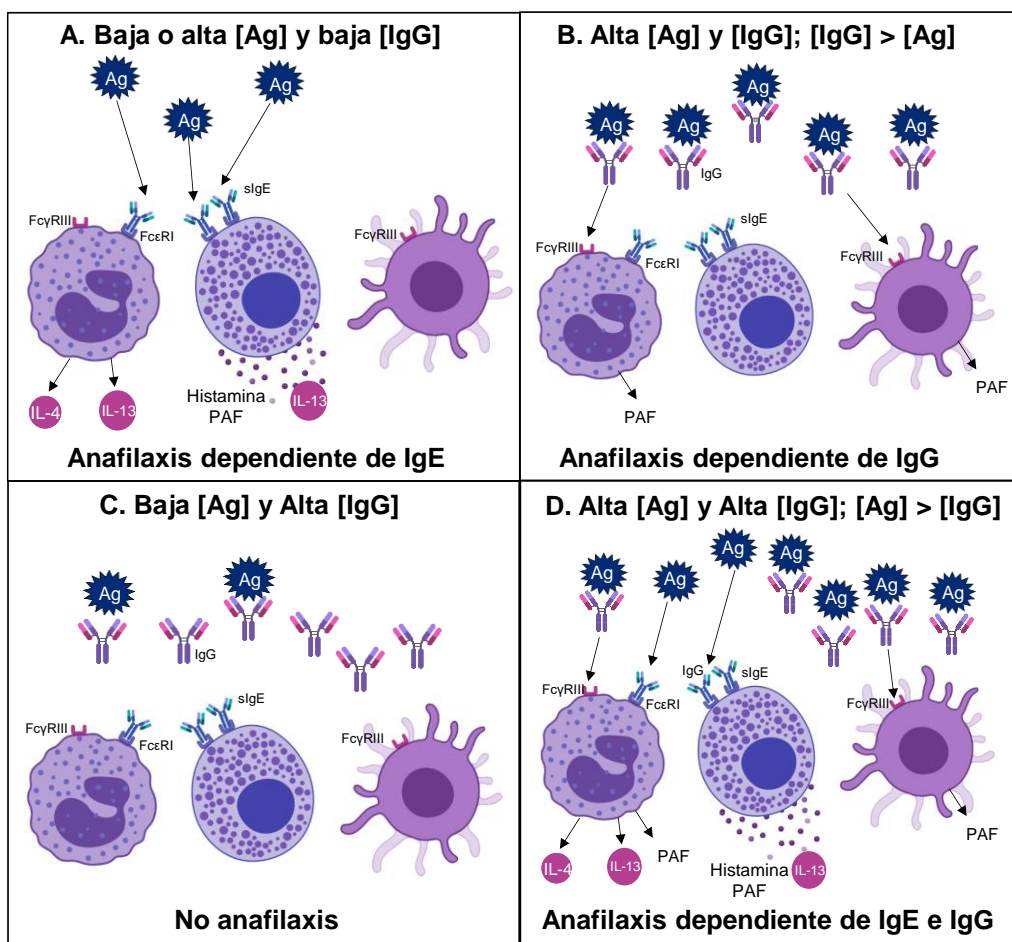 A. Baja o alta [Ag] y baja [IgG]
Ag
Ag
Ag
sIgE
FcγRIII
FcεRI
FcγRIII
Histamina
PAF
IL-4
IL-13
IL-13
Anafilaxis dependiente de IgE
B. Alta [Ag] y [IgG]; [IgG] > [Ag]
Ag
Ag
Ag
Ag
Ag
IgG
sIgE
FcγRIII
FcεRI
FcγRIII
PAF
PAF
Anafilaxis dependiente de IgG
C. Baja [Ag] y Alta [IgG]
Ag
Ag
IgG
sIgE
FcγRIII
FcεRI
FcγRIII
No anafilaxis
D. Alta [Ag] y Alta [IgG]; [Ag] > [IgG]
Ag
Ag
Ag
Ag
Ag
Ag
Ag
IgG
sIgE
FcγRIII
FcεRI
FcγRIII
PAF
PAF
IL-4
IL-13
Histamina
PAF
IL-13
Anafilaxis dependiente de IgE e IgG